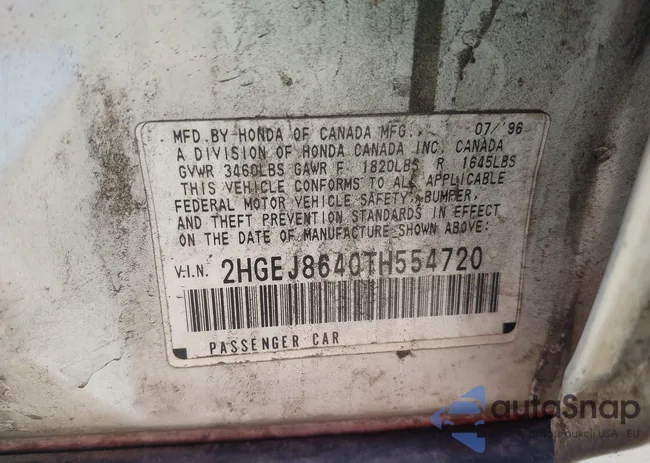 MFD. BY HONDA OF CANADA MFG., 07/'96
A DIVISION OF HONDA CANADA INC. CANADA
GVWR 3460LBS GAWR F 1820LBS R 1645LBS
THIS VEHICLE CONFORMS TO ALL APPLICABLE
FEDERAL MOTOR VEHICLE SAFETY, BUMPER,
AND THEFT PREVENTION STANDARDS IN EFFECT
ON THE DATE OF MANUFACTURE SHOWN ABOVE:
V.I.N. 2HGEJ8640TH554720
PASSENGER CAR
autoSnap
USA - EU